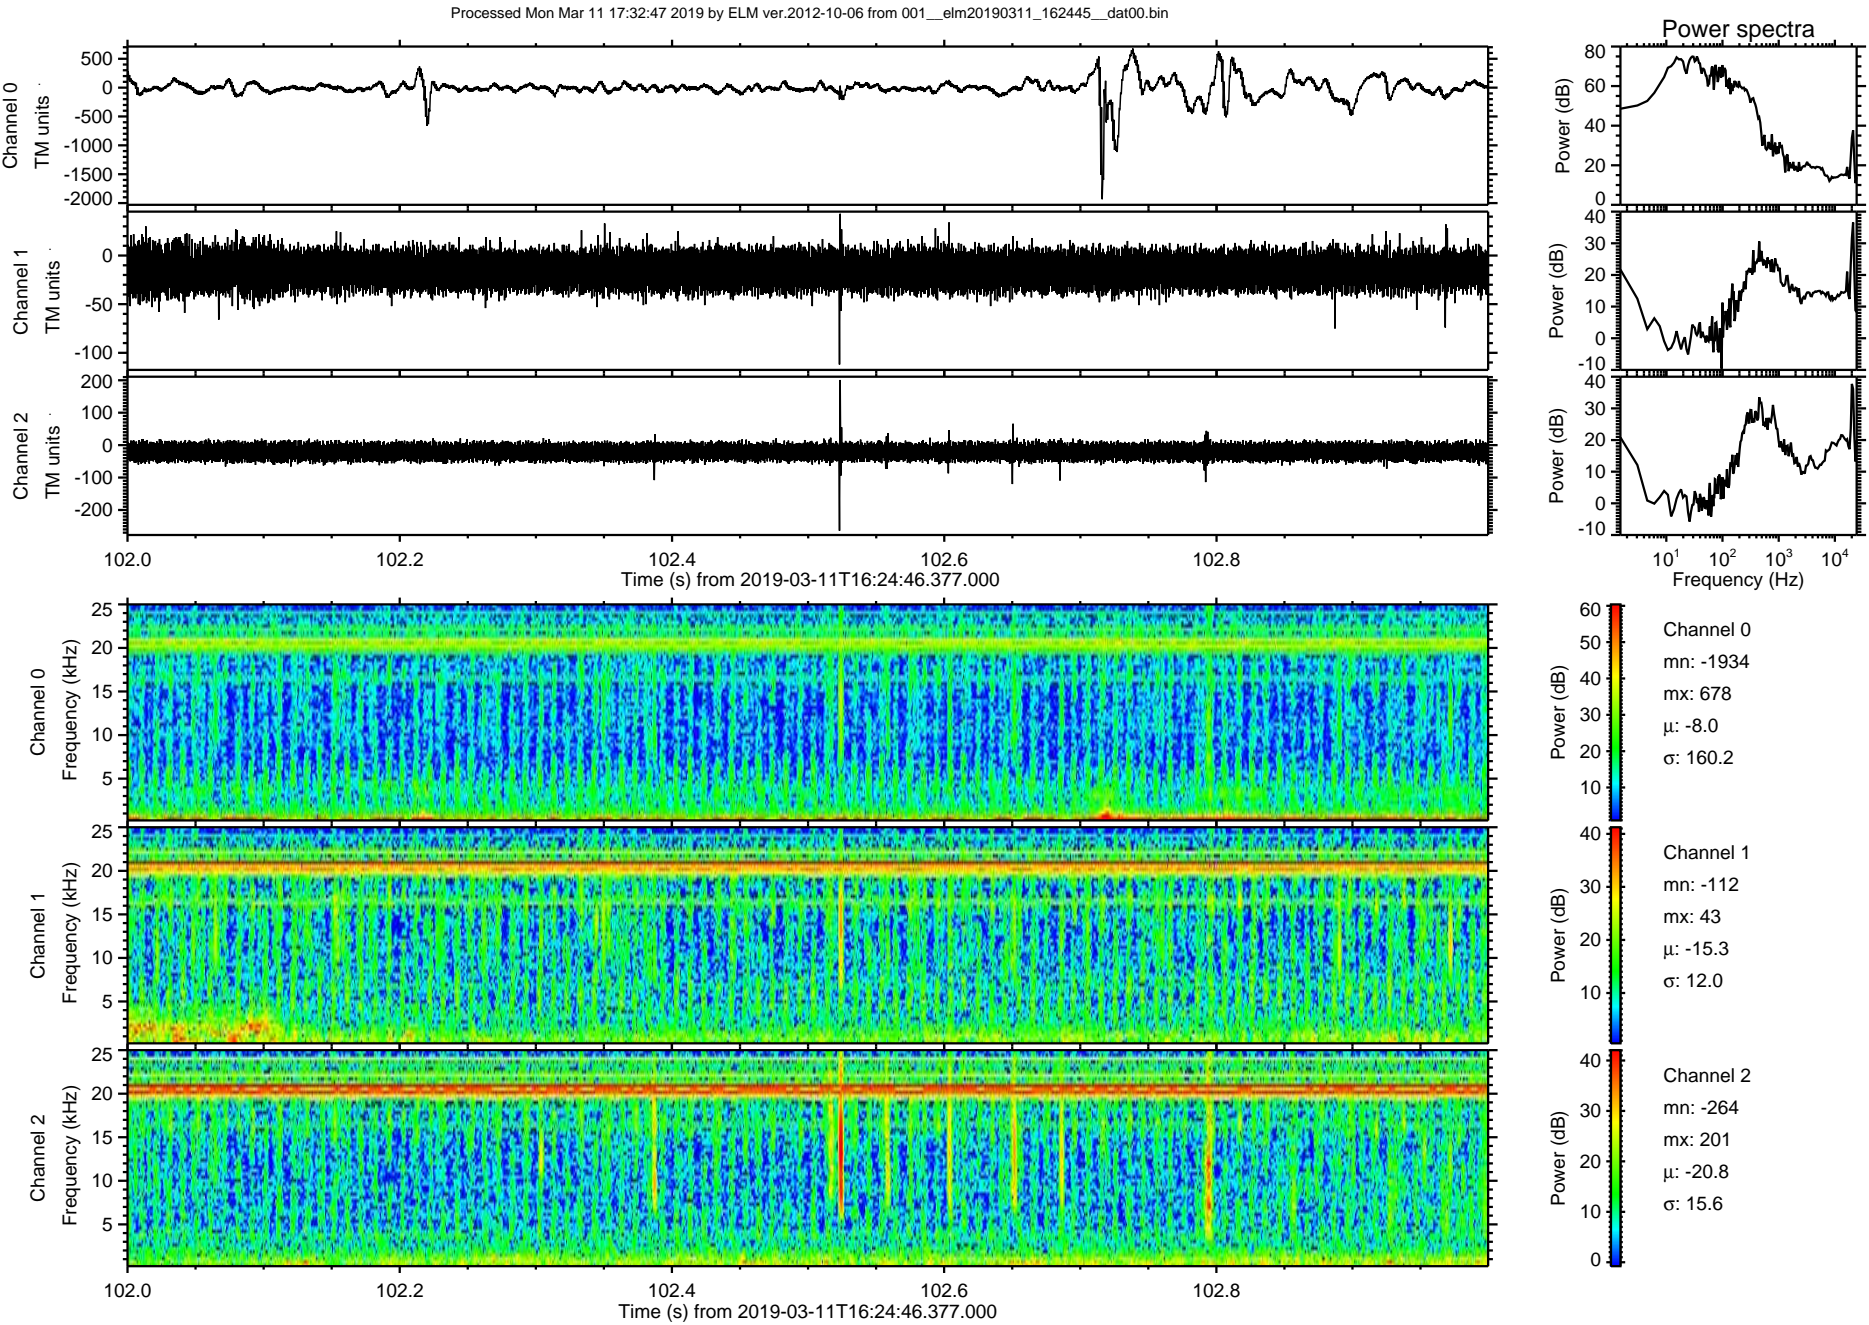 Processed Mon Mar 11 17:32:47 2019 by ELM ver.2012-10-06 from 001__elm20190311_162445__dat00.bin
Power spectra
Channel 0
TM units
500
0
-500
-1000
-1500
-2000
Power (dB)
80
60
40
20
0
Channel 1
TM units
0
-50
-100
Power (dB)
40
30
20
10
0
-10
Channel 2
TM units
200
100
0
-100
-200
Power (dB)
40
30
20
10
0
-10
102.0 102.2 102.4 102.6 102.8
Time (s) from 2019-03-11T16:24:46.377.000
10¹ 10² 10³ 10⁴
Frequency (Hz)
Channel 0
Frequency (kHz)
25
20
15
10
5
Power (dB)
60
50
40
30
20
10
Channel 0
mn: -1934
mx: 678
μ: -8.0
σ: 160.2
Channel 1
Frequency (kHz)
25
20
15
10
5
Power (dB)
40
30
20
10
Channel 1
mn: -112
mx: 43
μ: -15.3
σ: 12.0
Channel 2
Frequency (kHz)
25
20
15
10
5
Power (dB)
40
30
20
10
0
Channel 2
mn: -264
mx: 201
μ: -20.8
σ: 15.6
102.0 102.2 102.4 102.6 102.8
Time (s) from 2019-03-11T16:24:46.377.000